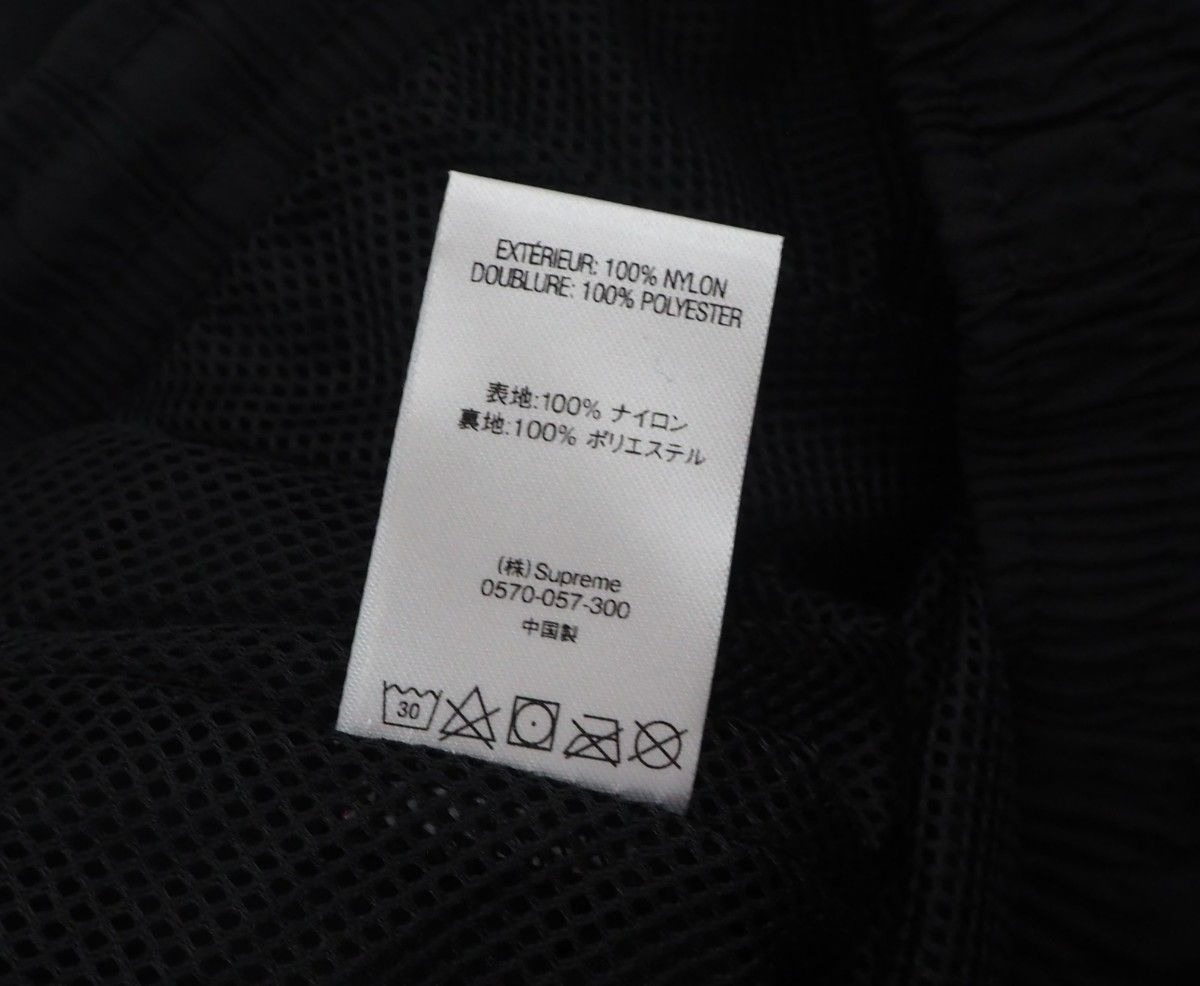 EXTÉRIEUR: 100% NYLON
DOUBLURE: 100% POLYESTER
表地:100% ナイロン
裏地:100% ポリエステル
(株)Supreme
0570-057-300
中国製
30